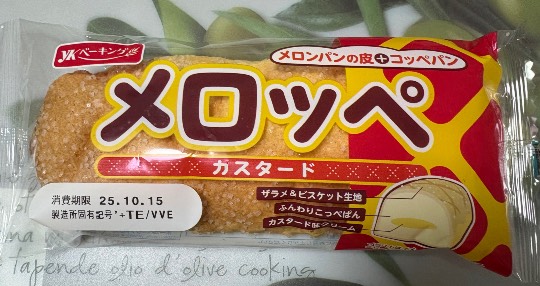 YKベーキング
メロンパンの皮+コッペパン
メロッペ
カスタード
消費期限 25.10.15
製造所固有記号'+TE/VVE
ザラメ&ビスケット生地
ふんわりこっぺぱん
カスタード味クリーム
Tapende olio d'olive cooking